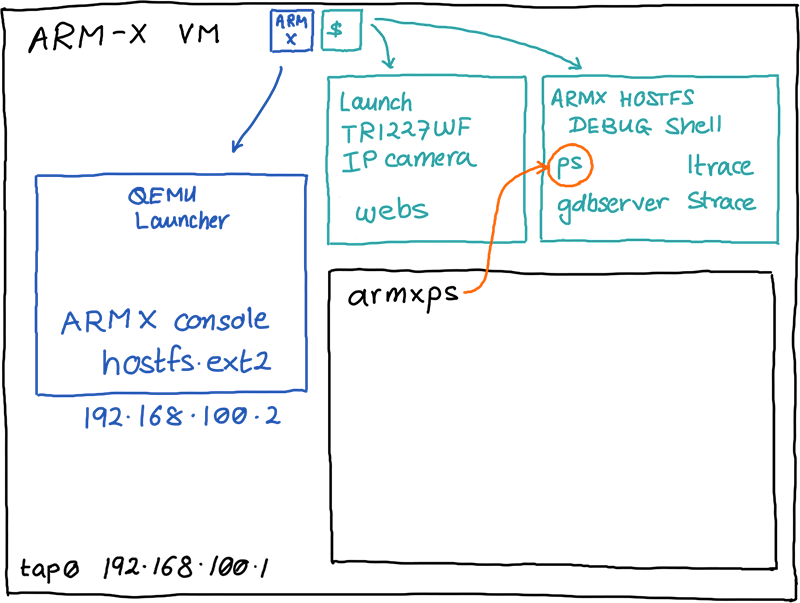 ARM-X VM
ARM
X
$
Launch
TRI227WF
IP camera
webs
ARMX HOSTFS
DEBUG Shell
ps ltrace
gdbserver Strace
QEMU
Launcher
ARMX console
hostfs.ext2
192.168.100.2
armxps
tap0 192.168.100.1